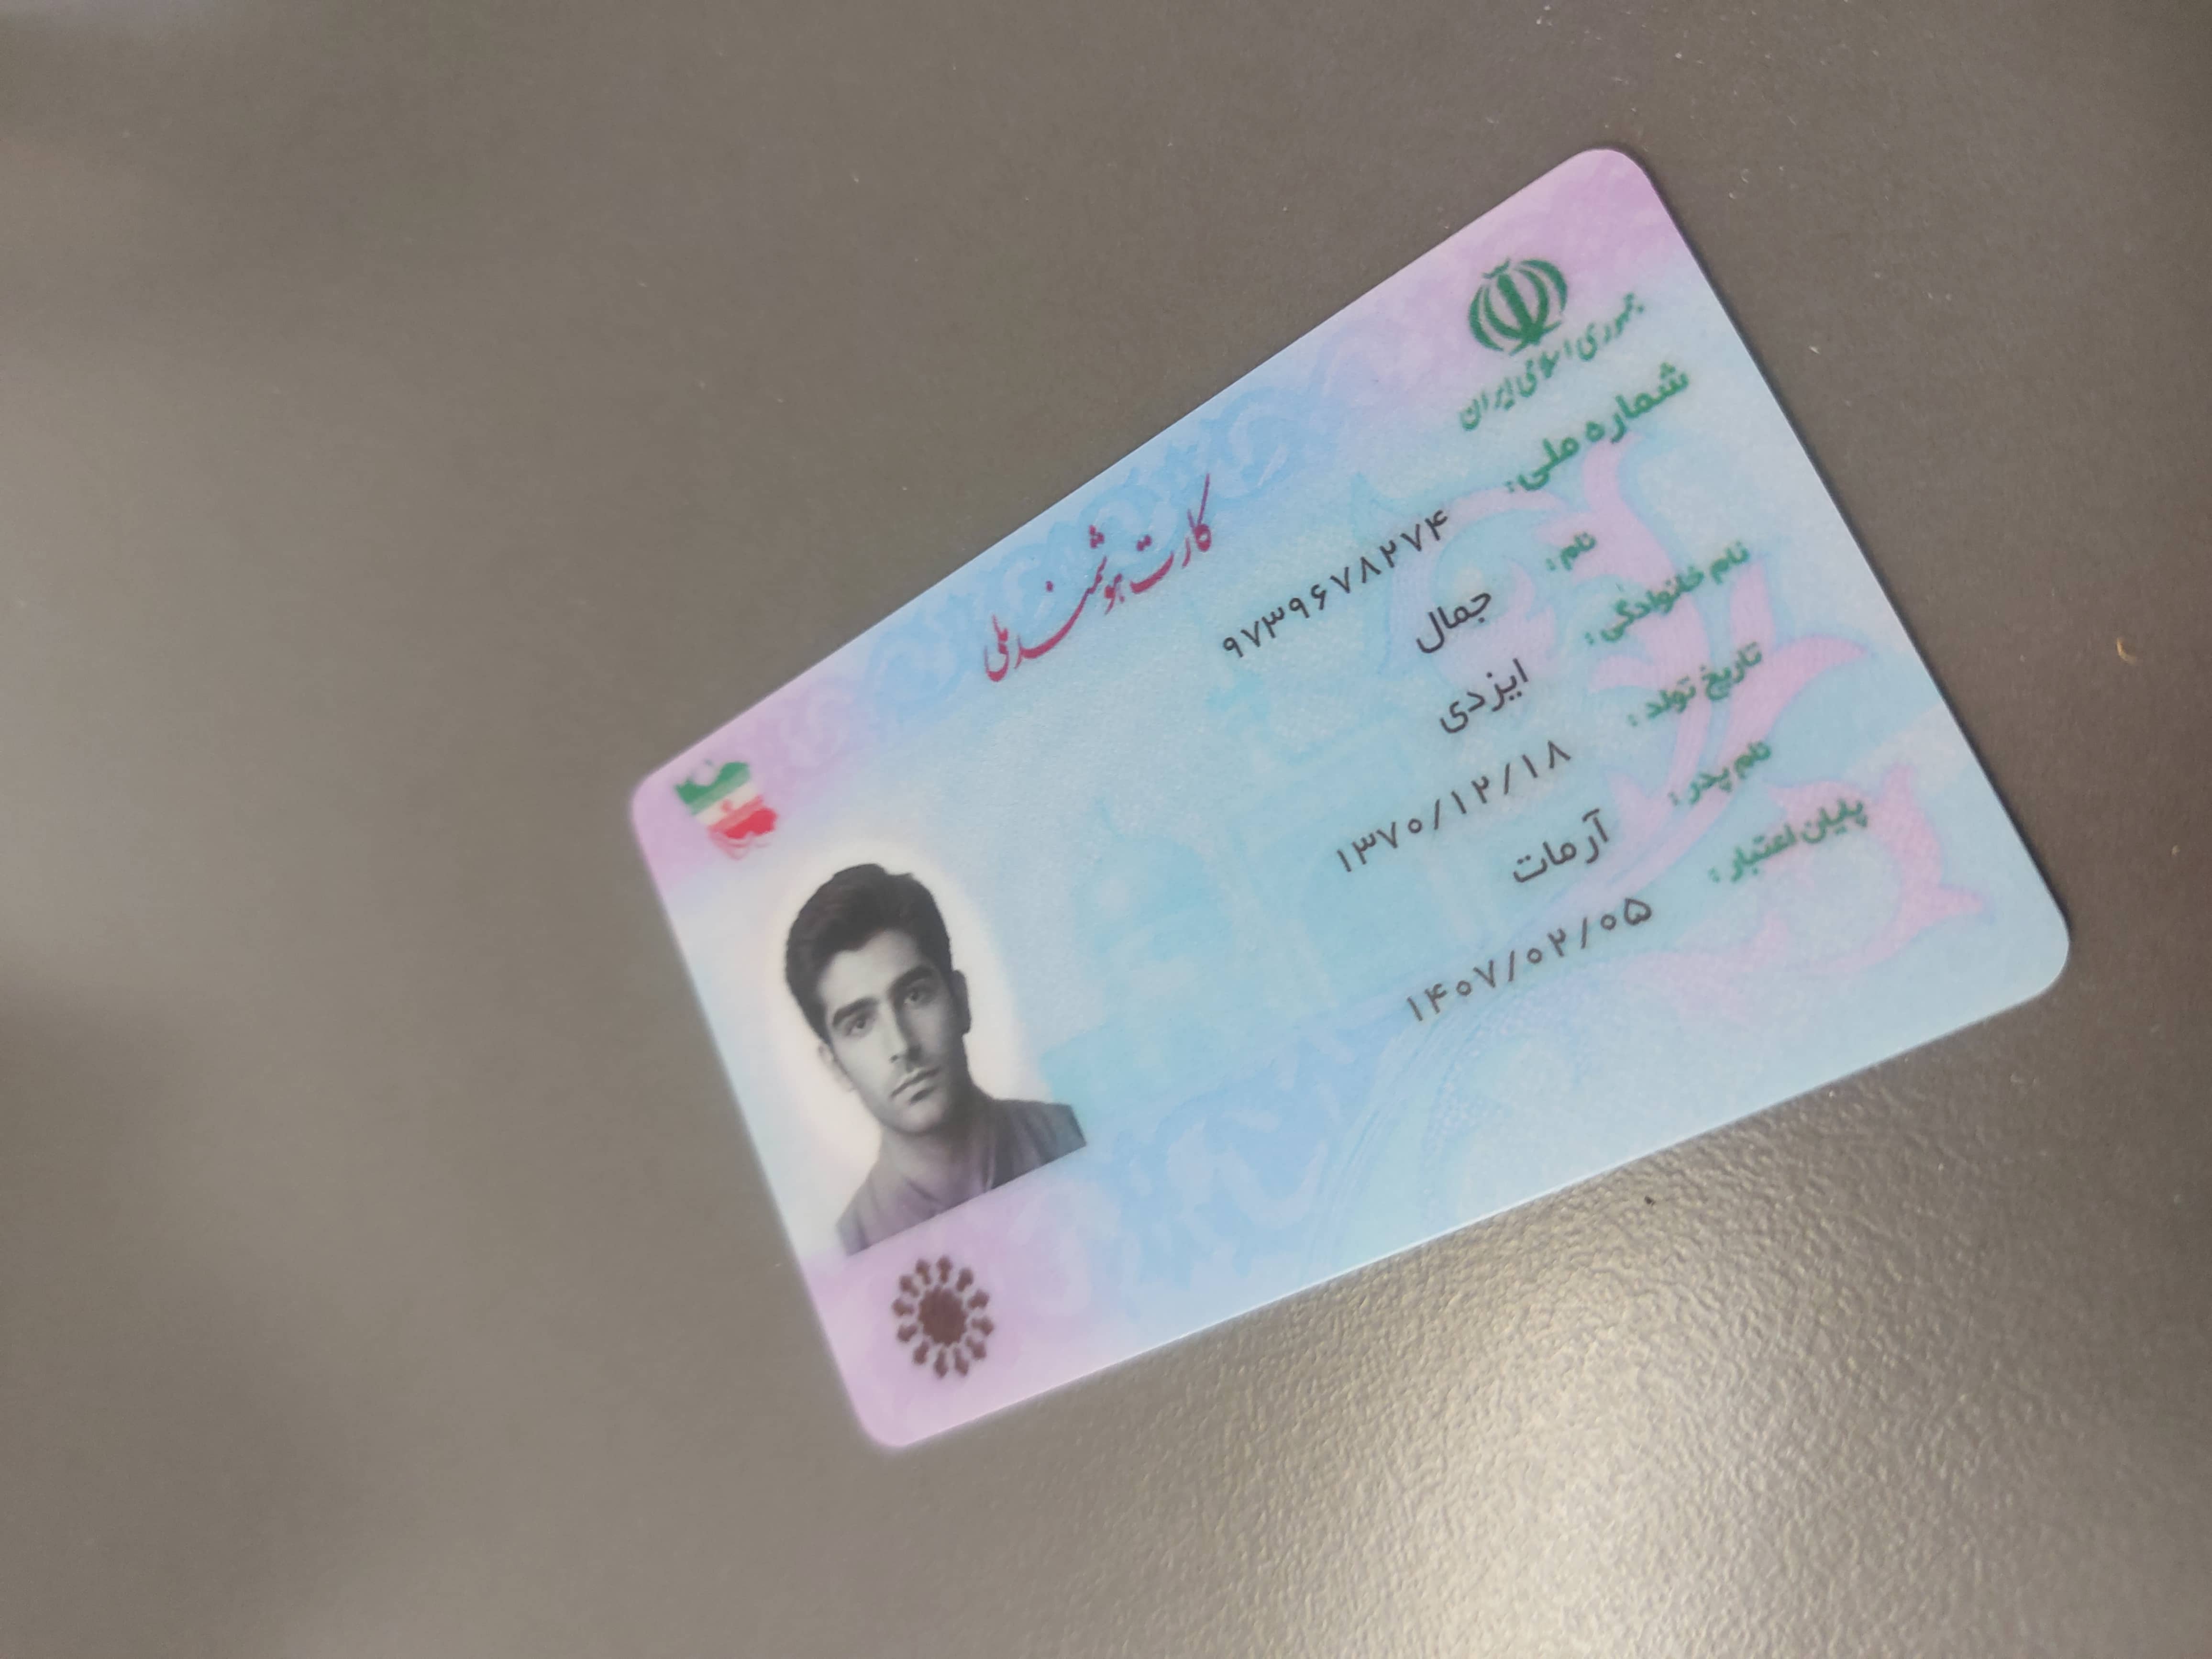 جمهوری اسلامی ایران
کارت هوشمند ملی
شماره ملی: ۹۷۳۹۶۷۸۲۷۴
نام: جمال
نام خانوادگی: ایزدی
تاریخ تولد: ۱۳۷۰/۱۲/۱۸
نام پدر: آرمات
پایان اعتبار: ۱۴۰۷/۰۲/۰۵